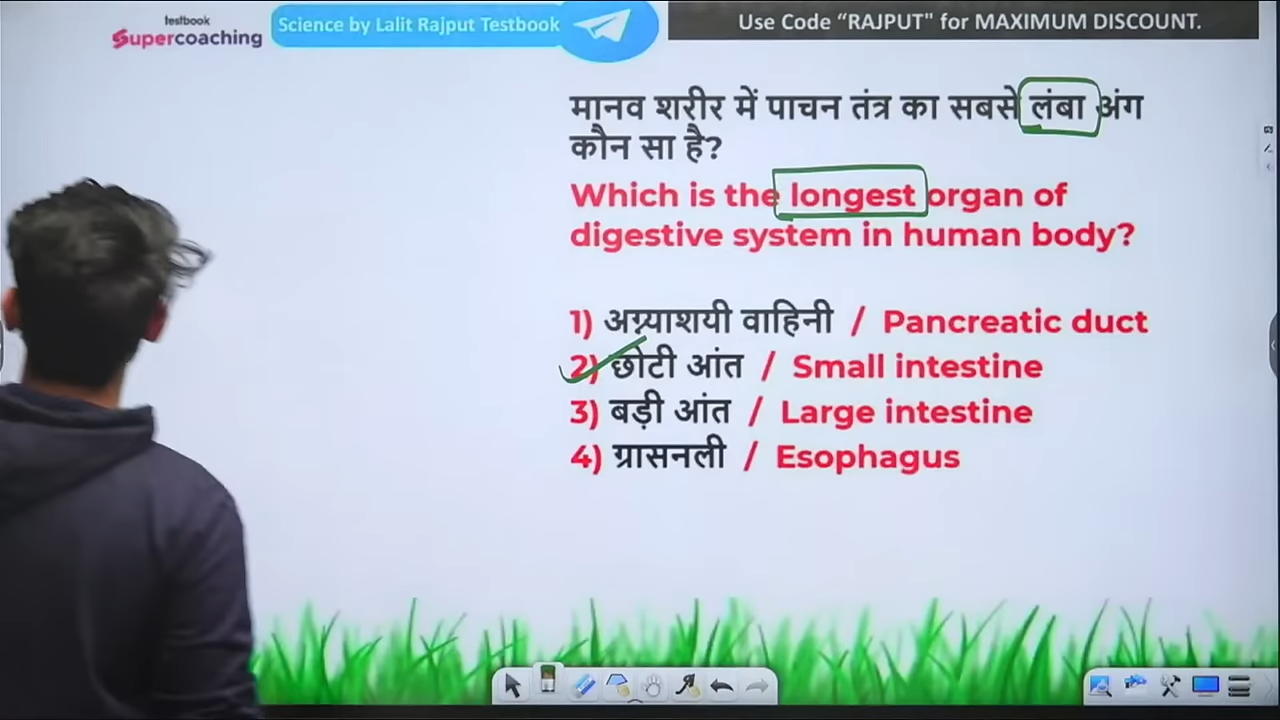 testbook
Supercoaching
Science by Lalit Rajput Testbook
Use Code “RAJPUT" for MAXIMUM DISCOUNT.
मानव शरीर में पाचन तंत्र का सबसे लंबा अंग
कौन सा है?
Which is the longest organ of
digestive system in human body?
1) अग्न्याशयी वाहिनी / Pancreatic duct
2) छोटी आंत / Small intestine
3) बड़ी आंत / Large intestine
4) ग्रासनली / Esophagus